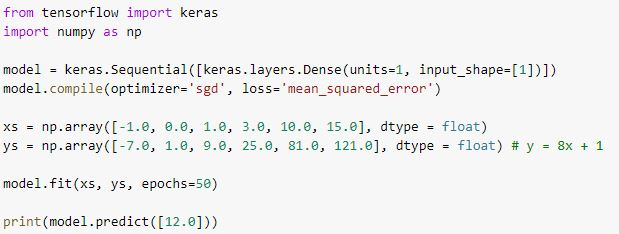 from tensorflow import keras
import numpy as np
model = keras.Sequential([keras.layers.Dense(units=1, input_shape=[1])])
model.compile(optimizer='sgd', loss='mean_squared_error')
xs = np.array([-1.0, 0.0, 1.0, 3.0, 10.0, 15.0], dtype = float)
ys = np.array([-7.0, 1.0, 9.0, 25.0, 81.0, 121.0], dtype = float) # y = 8x + 1
model.fit(xs, ys, epochs=50)
print(model.predict([12.0]))